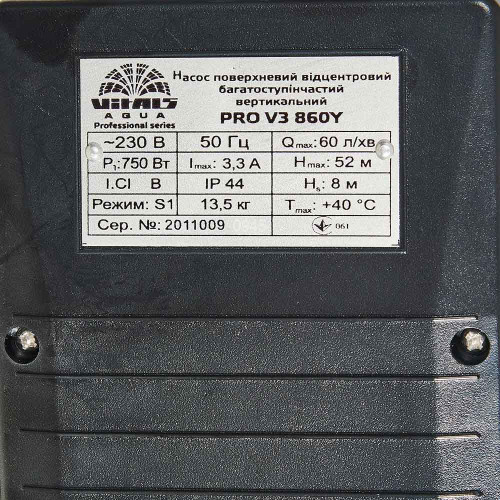 Vitals
AQUA
Professional series
Насос поверхневий відцентровий
багатоступінчастий
вертикальний
PRO V3 860Y
~230 В 50 Гц Qmax: 60 л/хв
P1:750 Вт Imax: 3,3 А Hmax: 52 м
I.Cl B IP 44 Hs: 8 м
Режим: S1 13,5 кг Tmax: +40 °C
Сер. №: 2011009 061